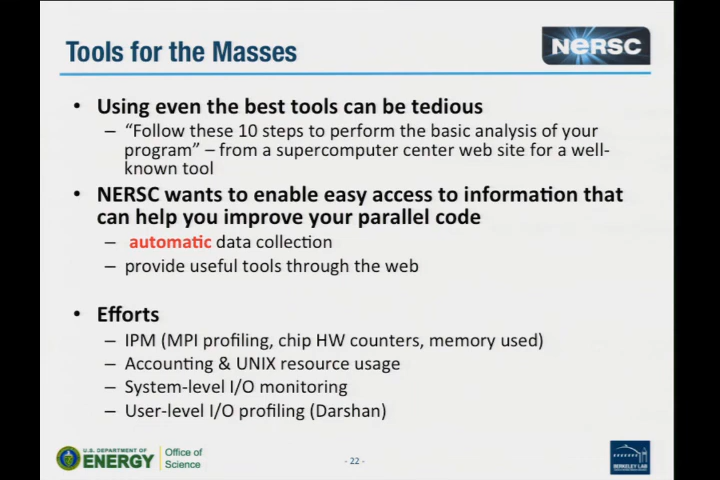 Tools for the Masses
NERSC
• Using even the best tools can be tedious
– “Follow these 10 steps to perform the basic analysis of your
program” – from a supercomputer center web site for a well-
known tool
• NERSC wants to enable easy access to information that
can help you improve your parallel code
– automatic data collection
– provide useful tools through the web
• Efforts
– IPM (MPI profiling, chip HW counters, memory used)
– Accounting & UNIX resource usage
– System-level I/O monitoring
– User-level I/O profiling (Darshan)
U.S. DEPARTMENT OF
ENERGY
Office of
Science
- 22 -
BERKELEY LAB